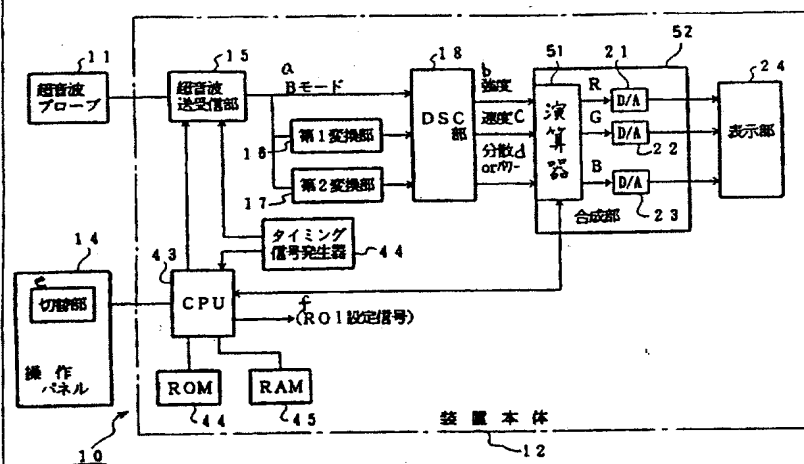 11
超音波
プローブ
15
超音波
送受信部
a
Bモード
第1変換部
16
第2変換部
17
18
DSC
部
b
強度
速度C
分散d
orパワー
51
演算器
R
G
B
21
D/A
D/A
22
D/A
23
合成部
52
24
表示部
タイミング
信号発生器
44
14
e
切替部
操作
パネル
43
CPU
f
(ROI設定信号)
ROM
44
RAM
45
装置本体
12
10